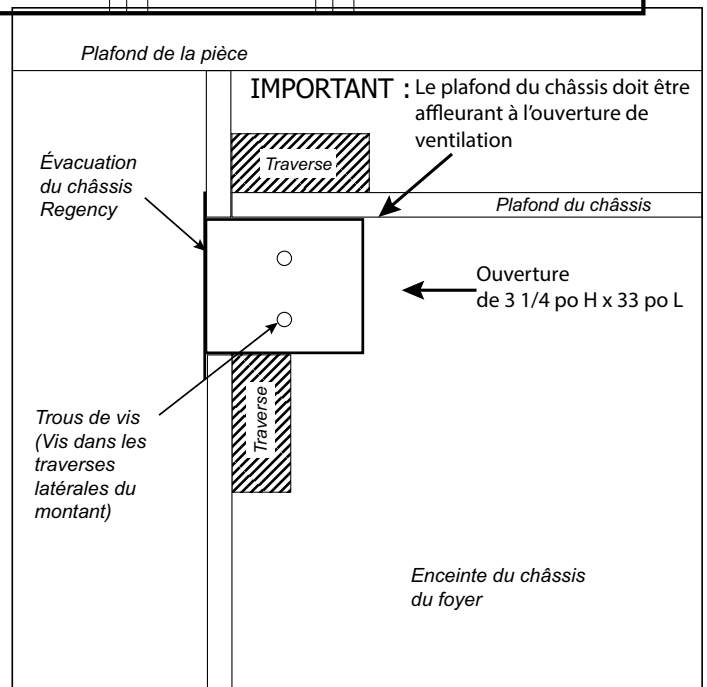 Plafond de la pièce
IMPORTANT : Le plafond du châssis doit être
affleurant à l’ouverture de
ventilation
Évacuation
du châssis
Regency
Traverse
Plafond du châssis
Ouverture
de 3 1/4 po H x 33 po L
Trous de vis
(Vis dans les
traverses
latérales du
montant)
Traverse
Enceinte du châssis
du foyer